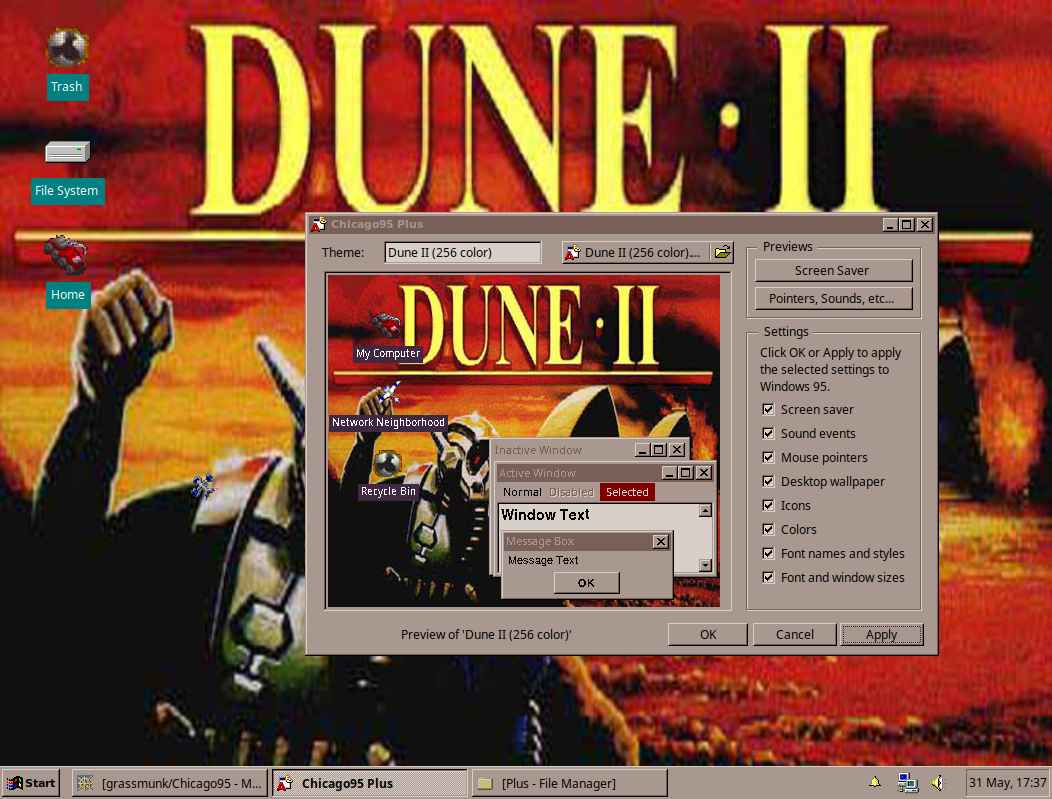 DUNE · II
Trash
File System
Home
Chicago95 Plus
Theme:
Dune II (256 color)
Dune II (256 color)....
DUNE · II
My Computer
Network Neighborhood
Recycle Bin
Inactive Window
Active Window
Normal Disabled Selected
Window Text
Message Box
Message Text
OK
Preview of 'Dune II (256 color)'
Previews
Screen Saver
Pointers, Sounds, etc...
Settings
Click OK or Apply to apply
the selected settings to
Windows 95.
Screen saver
Sound events
Mouse pointers
Desktop wallpaper
Icons
Colors
Font names and styles
Font and window sizes
OK
Cancel
Apply
Start
[grassmunk/Chicago95 - M...
Chicago95 Plus
[Plus - File Manager]
31 May, 17:37